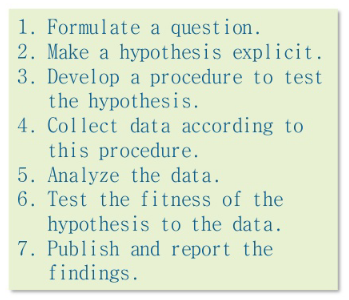 1. Formulate a question.
2. Make a hypothesis explicit.
3. Develop a procedure to test
the hypothesis.
4. Collect data according to
this procedure.
5. Analyze the data.
6. Test the fitness of the
hypothesis to the data.
7. Publish and report the
findings.